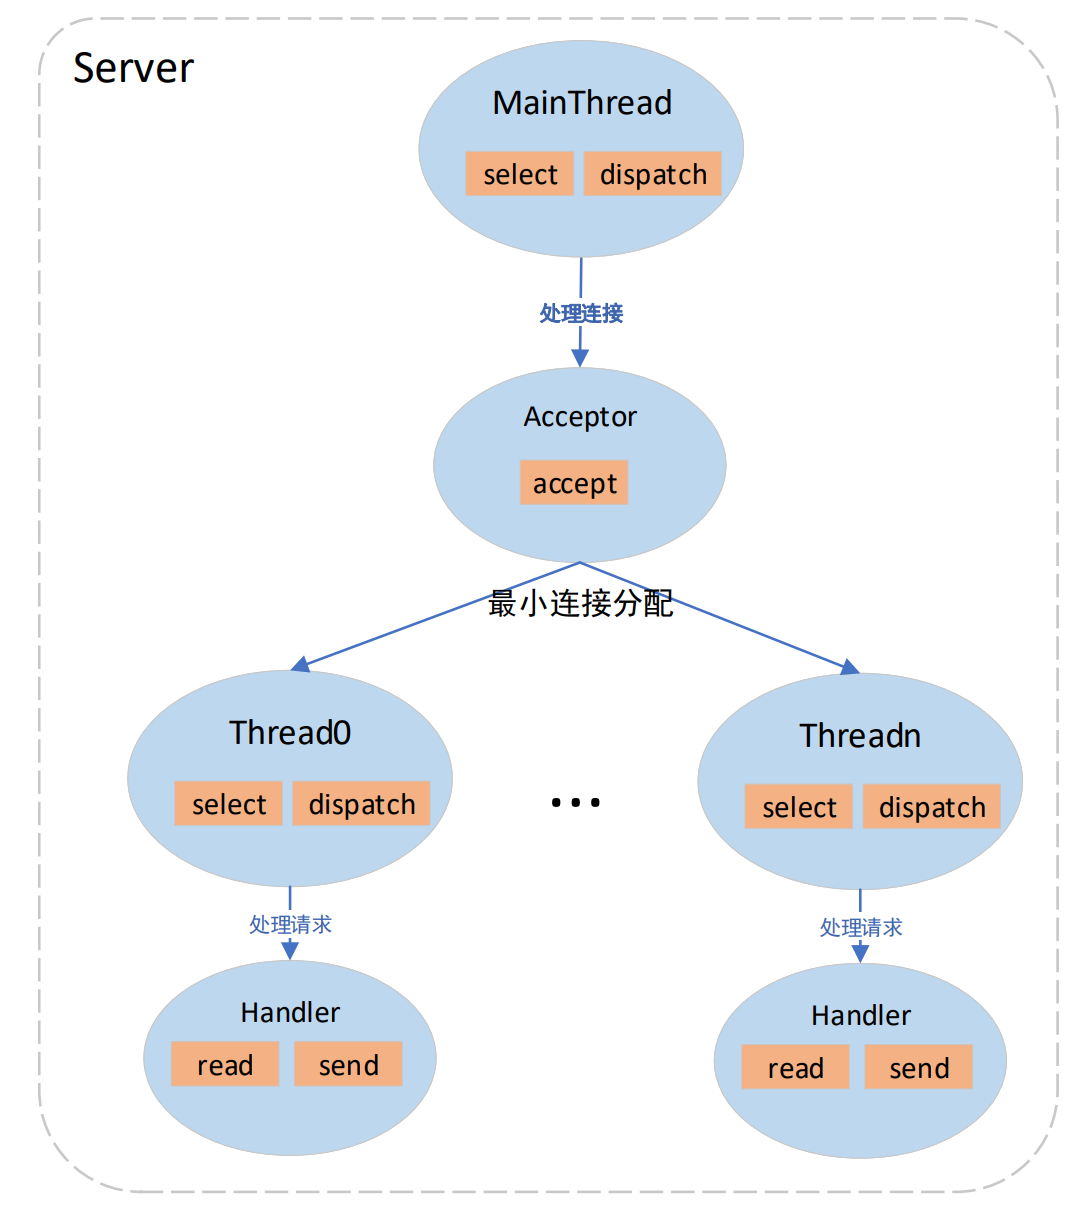 Server
MainThread
select dispatch
处理连接
Acceptor
accept
最小连接分配
Thread0
select dispatch
...
Threadn
select dispatch
处理请求
处理请求
Handler
read send
Handler
read send